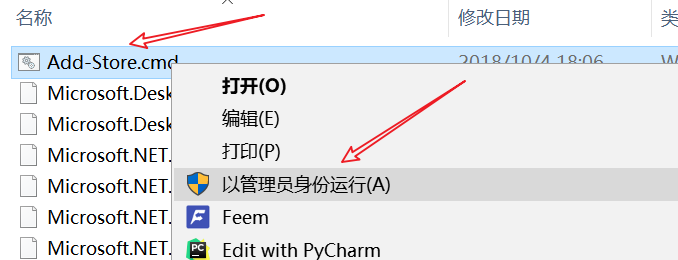 名称
修改日期
类
Add-Store.cmd
2018/10/4 18:06
W
Microsoft.Desk
打开(O)
Microsoft.Desk
编辑(E)
Microsoft.NET.
打印(P)
Microsoft.NET.
以管理员身份运行(A)
Microsoft.NET.
Feem
Microsoft.NET.
Edit with PyCharm